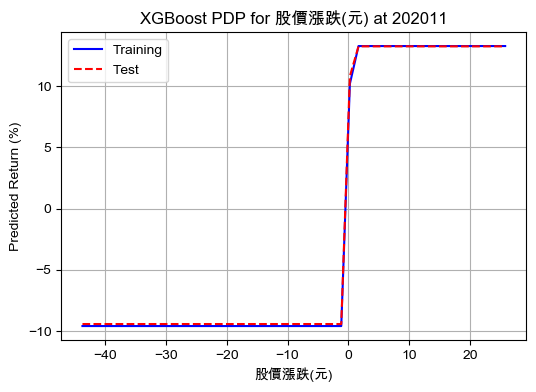 XGBoost PDP for 股價漲跌(元) at 202011
Training
Test
Predicted Return (%)
10
5
0
−5
−10
−40
−30
−20
−10
0
10
20
股價漲跌(元)